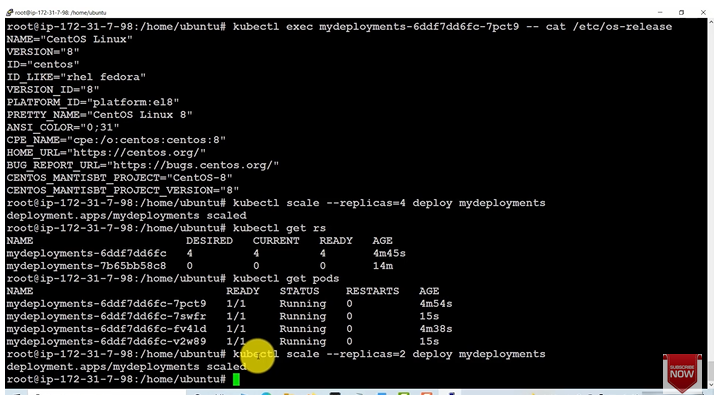 root@ip-172-31-7-98: /home/ubuntu
root@ip-172-31-7-98:/home/ubuntu# kubectl exec mydeployments-6ddf7dd6fc-7pct9 -- cat /etc/os-release
NAME="CentOS Linux"
VERSION="8"
ID="centos"
ID_LIKE="rhel fedora"
VERSION_ID="8"
PLATFORM_ID="platform:el8"
PRETTY_NAME="CentOS Linux 8"
ANSI_COLOR="0;31"
CPE_NAME="cpe:/o:centos:centos:8"
HOME_URL="https://centos.org/"
BUG_REPORT_URL="https://bugs.centos.org/"
CENTOS_MANTISBT_PROJECT="CentOS-8"
CENTOS_MANTISBT_PROJECT_VERSION="8"
root@ip-172-31-7-98:/home/ubuntu# kubectl scale --replicas=4 deploy mydeployments
deployment.apps/mydeployments scaled
root@ip-172-31-7-98:/home/ubuntu# kubectl get rs
NAME DESIRED CURRENT READY AGE
mydeployments-6ddf7dd6fc 4 4 4 4m45s
mydeployments-7b65bb58c8 0 0 0 14m
root@ip-172-31-7-98:/home/ubuntu# kubectl get pods
NAME READY STATUS RESTARTS AGE
mydeployments-6ddf7dd6fc-7pct9 1/1 Running 0 4m54s
mydeployments-6ddf7dd6fc-7swfr 1/1 Running 0 15s
mydeployments-6ddf7dd6fc-fv4ld 1/1 Running 0 4m38s
mydeployments-6ddf7dd6fc-v2w89 1/1 Running 0 15s
root@ip-172-31-7-98:/home/ubuntu# kubectl scale --replicas=2 deploy mydeployments
deployment.apps/mydeployments scaled
root@ip-172-31-7-98:/home/ubuntu#
SUBSCRIBE
NOW